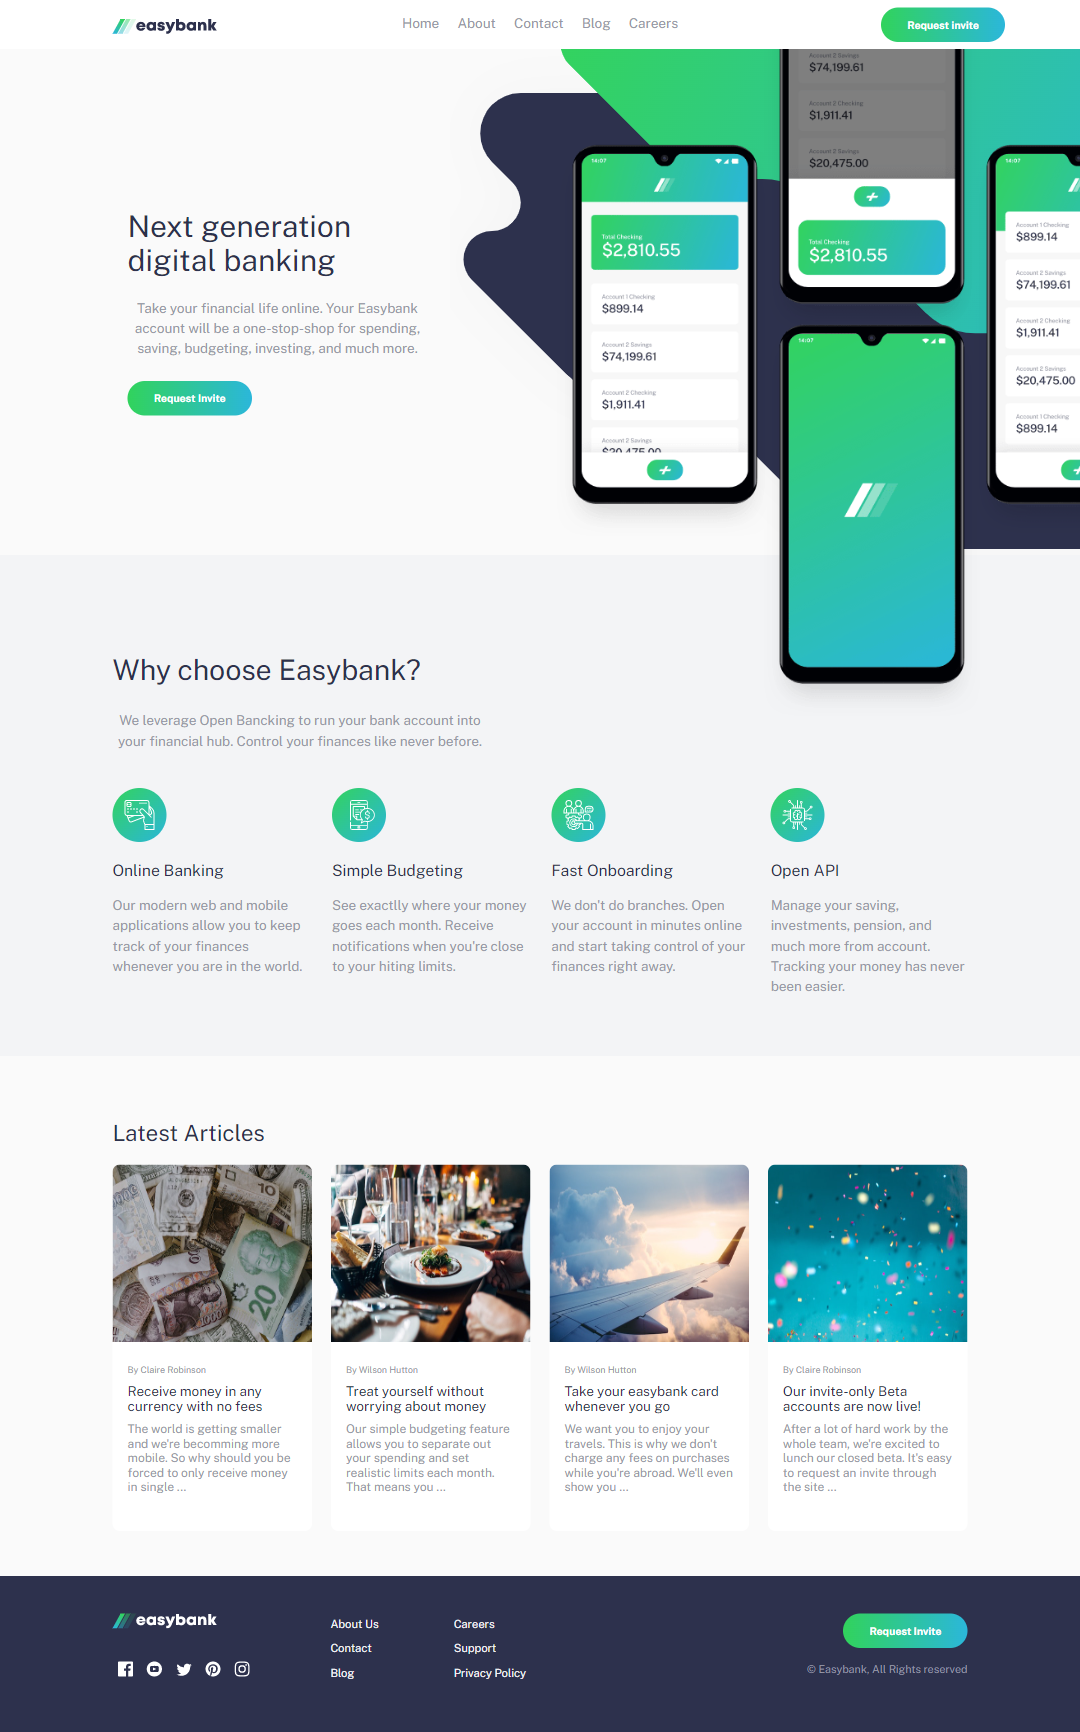 easybank
Home About Contact Blog Careers
Request Invite
Next generation
digital banking
Take your financial life online. Your Easybank
account will be a one-stop-shop for spending,
saving, budgeting, investing, and much more.
Request Invite
14:07
Total Checking
$2,810.55
Account 1 Checking
$899.14
Account 2 Savings
$74,199.61
Account 2 Checking
$1,911.41
Account 2 Savings
$20,475.00
Account 2 Savings
$74,199.61
Account 2 Checking
$1,911.41
Account 2 Savings
$20,475.00
Total Checking
$2,810.55
14:07
14:07
Account 1 Checking
$899.14
Account 2 Savings
$74,199.61
Account 2 Checking
$1,911.41
Account 2 Savings
$20,475.00
Account 1 Checking
$899.14
Why choose Easybank?
We leverage Open Bancking to run your bank account into
your financial hub. Control your finances like never before.
Online Banking
Our modern web and mobile
applications allow you to keep
track of your finances
whenever you are in the world.
Simple Budgeting
See exactlly where your money
goes each month. Receive
notifications when you're close
to your hiting limits.
Fast Onboarding
We don't do branches. Open
your account in minutes online
and start taking control of your
finances right away.
Open API
Manage your saving,
investments, pension, and
much more from account.
Tracking your money has never
been easier.
Latest Articles
10
20
By Claire Robinson
Receive money in any
currency with no fees
The world is getting smaller
and we're becomming more
mobile. So why should you be
forced to only receive money
in single ...
By Wilson Hutton
Treat yourself without
worrying about money
Our simple budgeting feature
allows you to separate out
your spending and set
realistic limits each month.
That means you ...
By Wilson Hutton
Take your easybank card
whenever you go
We want you to enjoy your
travels. This is why we don't
charge any fees on purchases
while you're abroad. We'll even
show you ...
By Claire Robinson
Our invite-only Beta
accounts are now live!
After a lot of hard work by the
whole team, we're excited to
lunch our closed beta. It's easy
to request an invite through
the site ...
easybank
About Us
Contact
Blog
Careers
Support
Privacy Policy
Request Invite
© Easybank, All Rights reserved